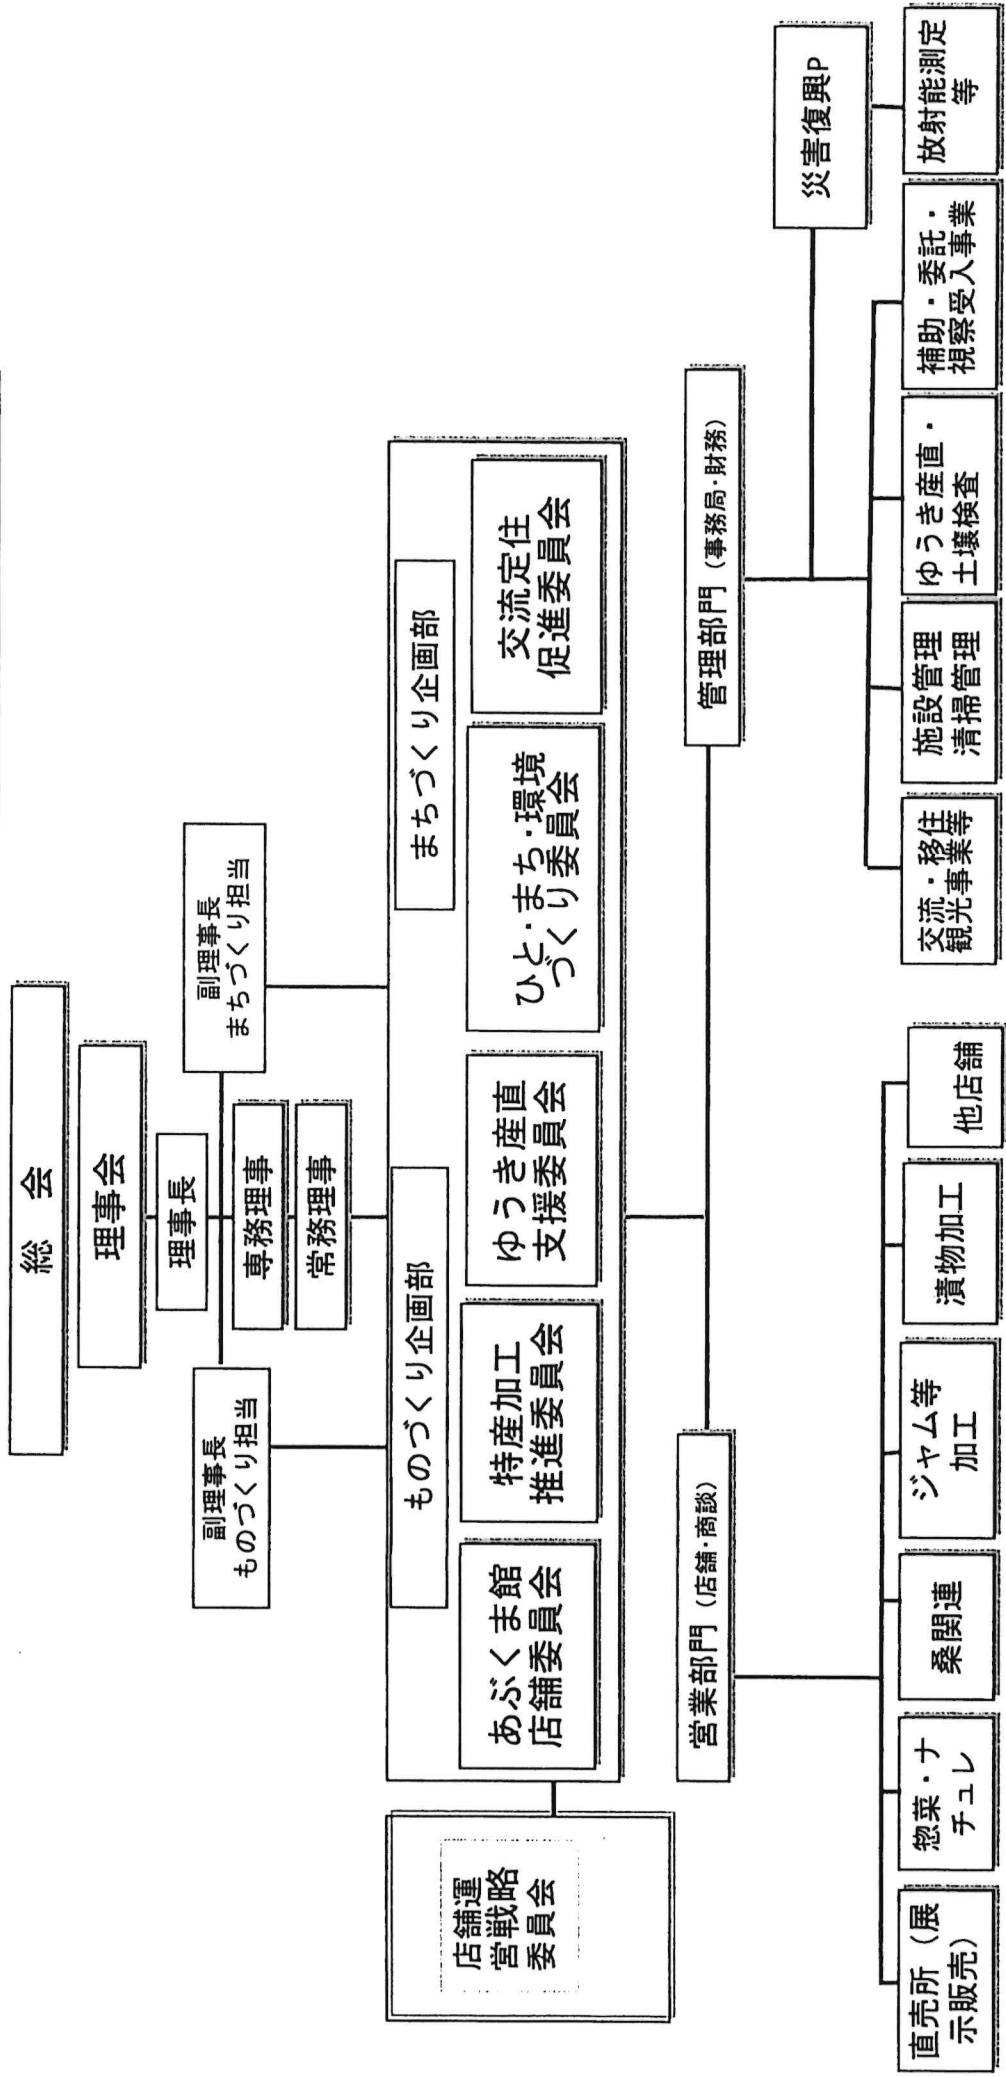 総　会
理事会
理事長
副理事長
ものづくり担当
副理事長
まちづくり担当
専務理事
常務理事
ものづくり企画部
まちづくり企画部
店舗運
営戦略
委員会
あぶくま館
店舗委員会
特産加工
推進委員会
ゆうき産直
支援委員会
ひと・まち・環境
づくり委員会
交流定住
促進委員会
営業部門（店舗・商談）
管理部門（事務局・財務）
災害復興P
直売所（展
示販売）
惣菜・ナ
チュレ
桑関連
ジャム等
加工
漬物加工
他店舗
交流・移住
観光事業等
施設管理
清掃管理
ゆうき産直・
土壌検査
補助・委託・
視察受入事業
放射能測定
等